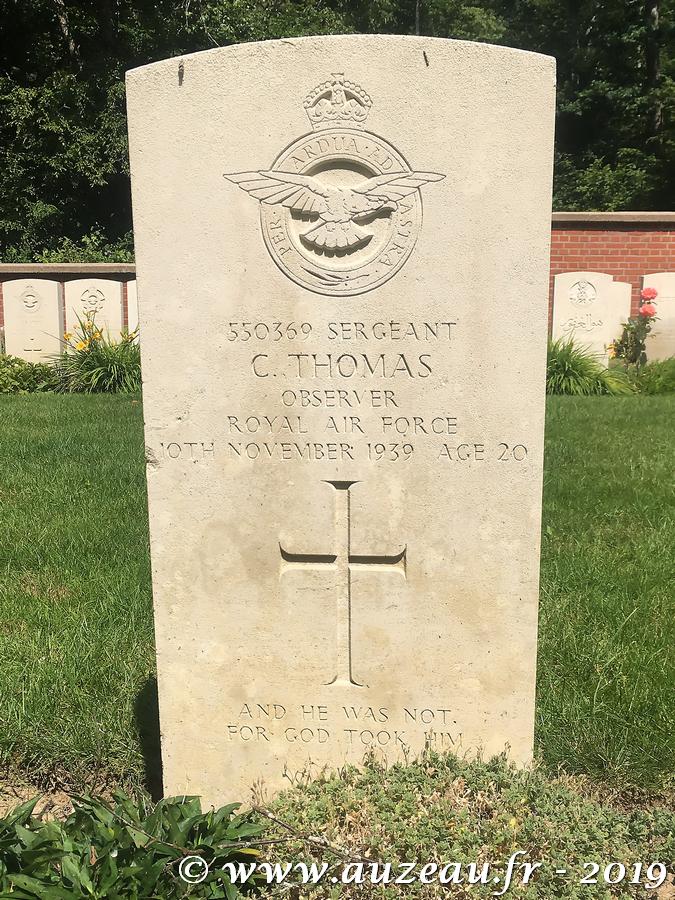 PER · ARDUA · AD ASTRA
550369 SERGEANT
C. THOMAS
OBSERVER
ROYAL AIR FORCE
10TH NOVEMBER 1939 AGE 20
AND HE WAS NOT.
FOR GOD TOOK HIM
© www.auzeau.fr - 2019